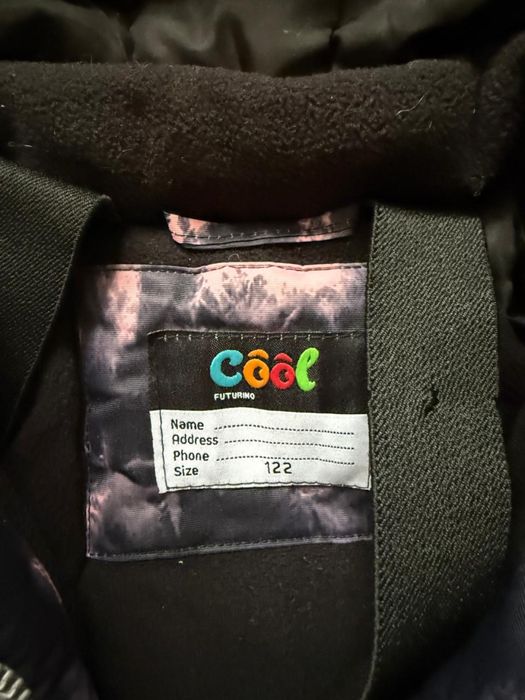 Côôl
FUTURINO
Name
Address
Phone
Size 122